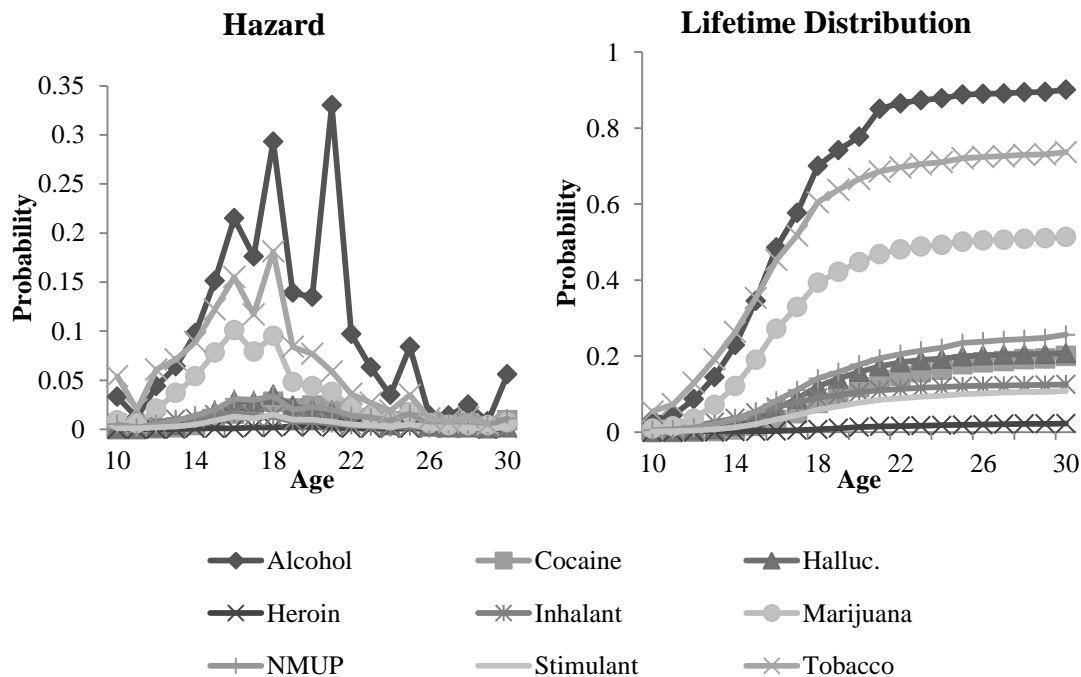 Hazard
0.35
0.3
0.25
0.2
0.15
0.1
0.05
0
Probability
10 14 18 22 26 30
Age
Lifetime Distribution
1
0.8
0.6
0.4
0.2
0
Probability
10 14 18 22 26 30
Age
Alcohol Cocaine Halluc.
Heroin Inhalant Marijuana
NMUP Stimulant Tobacco